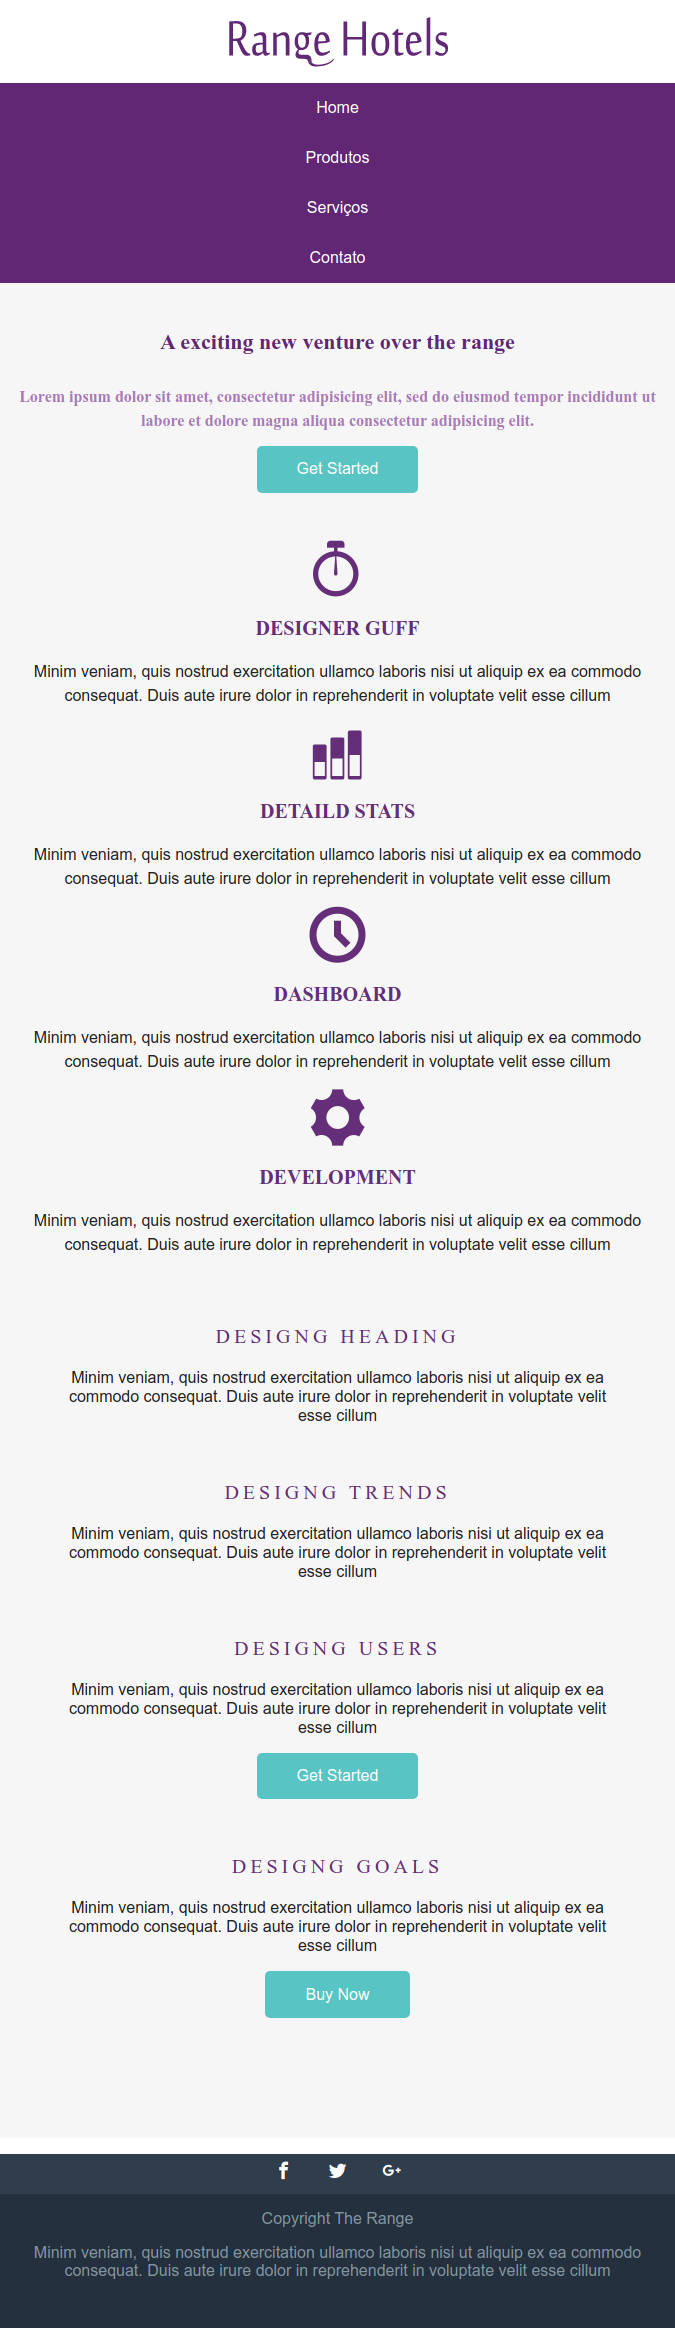 Range Hotels
Home
Produtos
Serviços
Contato
A exciting new venture over the range
Lorem ipsum dolor sit amet, consectetur adipisicing elit, sed do eiusmod tempor incididunt ut
labore et dolore magna aliqua consectetur adipisicing elit.
Get Started
DESIGNER GUFF
Minim veniam, quis nostrud exercitation ullamco laboris nisi ut aliquip ex ea commodo
consequat. Duis aute irure dolor in reprehenderit in voluptate velit esse cillum
DETAILD STATS
Minim veniam, quis nostrud exercitation ullamco laboris nisi ut aliquip ex ea commodo
consequat. Duis aute irure dolor in reprehenderit in voluptate velit esse cillum
DASHBOARD
Minim veniam, quis nostrud exercitation ullamco laboris nisi ut aliquip ex ea commodo
consequat. Duis aute irure dolor in reprehenderit in voluptate velit esse cillum
DEVELOPMENT
Minim veniam, quis nostrud exercitation ullamco laboris nisi ut aliquip ex ea commodo
consequat. Duis aute irure dolor in reprehenderit in voluptate velit esse cillum
DESIGNG HEADING
Minim veniam, quis nostrud exercitation ullamco laboris nisi ut aliquip ex ea
commodo consequat. Duis aute irure dolor in reprehenderit in voluptate velit
esse cillum
DESIGNG TRENDS
Minim veniam, quis nostrud exercitation ullamco laboris nisi ut aliquip ex ea
commodo consequat. Duis aute irure dolor in reprehenderit in voluptate velit
esse cillum
DESIGNG USERS
Minim veniam, quis nostrud exercitation ullamco laboris nisi ut aliquip ex ea
commodo consequat. Duis aute irure dolor in reprehenderit in voluptate velit
esse cillum
Get Started
DESIGNG GOALS
Minim veniam, quis nostrud exercitation ullamco laboris nisi ut aliquip ex ea
commodo consequat. Duis aute irure dolor in reprehenderit in voluptate velit
esse cillum
Buy Now
Copyright The Range
Minim veniam, quis nostrud exercitation ullamco laboris nisi ut aliquip ex ea commodo
consequat. Duis aute irure dolor in reprehenderit in voluptate velit esse cillum